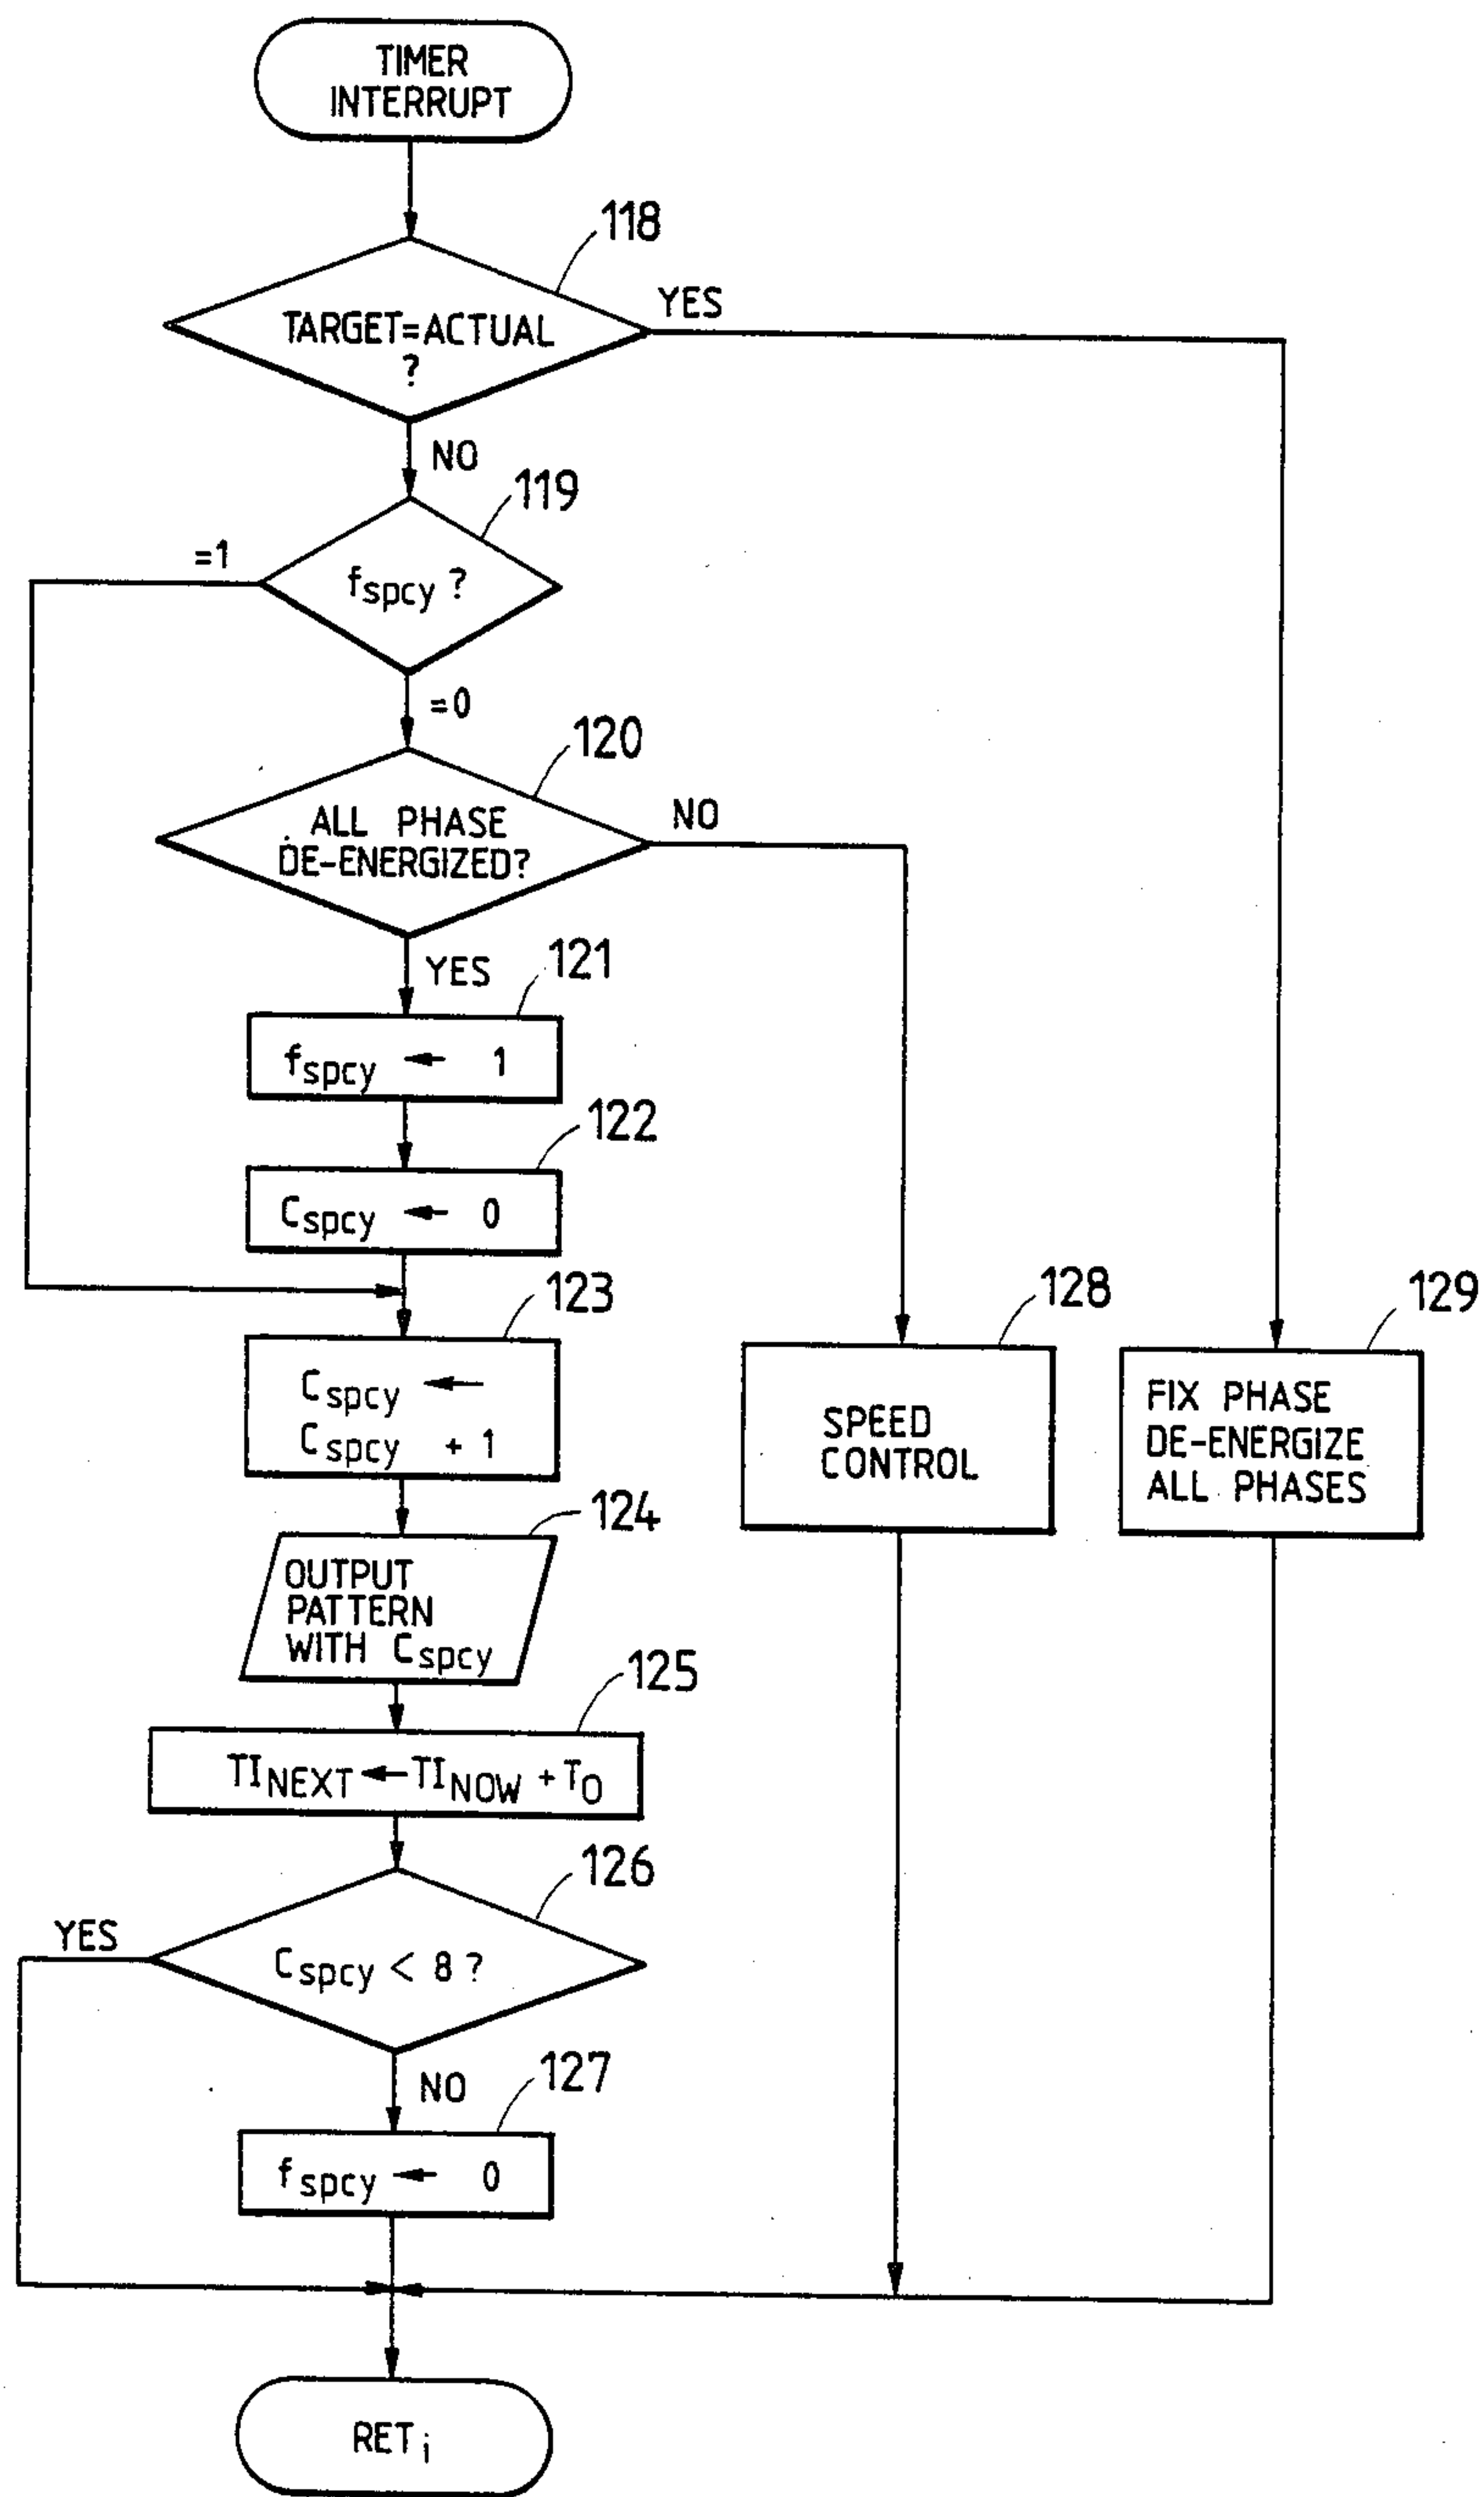 TIMER
INTERRUPT
118
TARGET=ACTUAL
?
YES
NO
119
=1
fspcy ?
=0
120
ALL PHASE
DE-ENERGIZED?
NO
YES
121
fspcy ← 1
122
Cspcy ← 0
123
Cspcy ←
Cspcy + 1
128
SPEED
CONTROL
129
FIX PHASE
DE-ENERGIZE
ALL PHASES
124
OUTPUT
PATTERN
WITH Cspcy
125
TINEXT ← TINOW + TO
126
YES
Cspcy < 8 ?
NO
127
fspcy ← 0
RETi